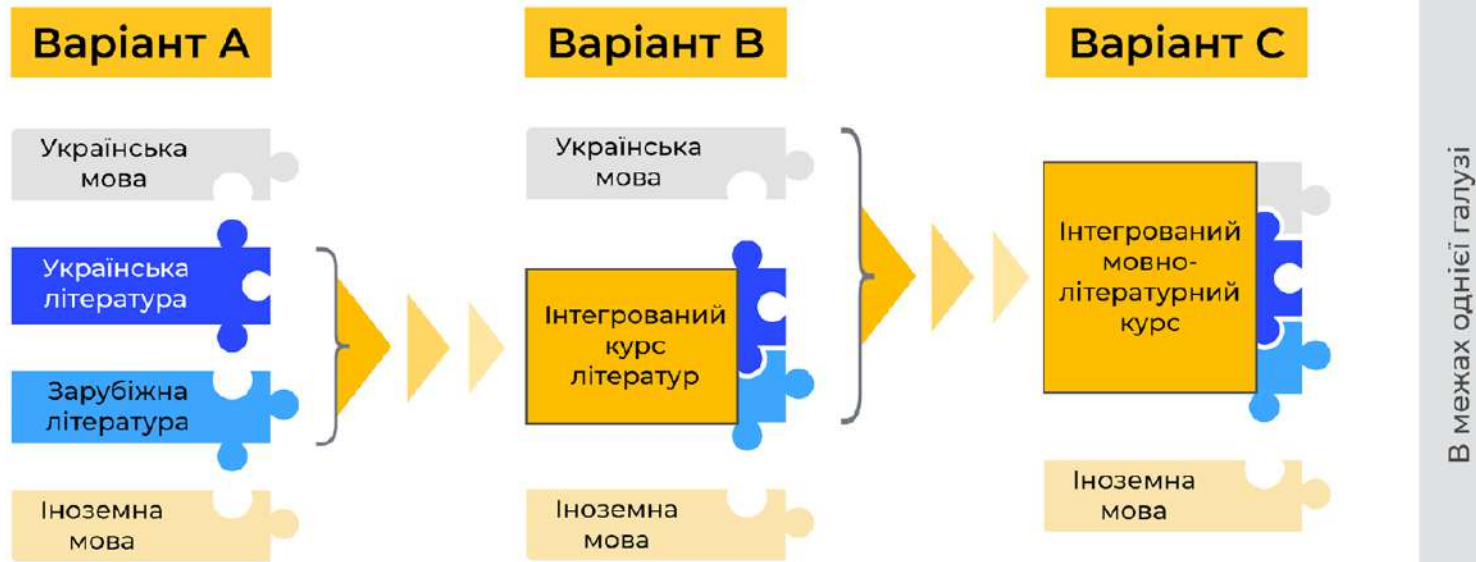 Варіант А
Українська
мова
Українська
література
Зарубіжна
література
Іноземна
мова
Варіант В
Українська
мова
Інтегрований
курс
літератур
Іноземна
мова
Варіант С
Інтегрований
мовно-
літературний
курс
Іноземна
мова
В межах однієї галузі